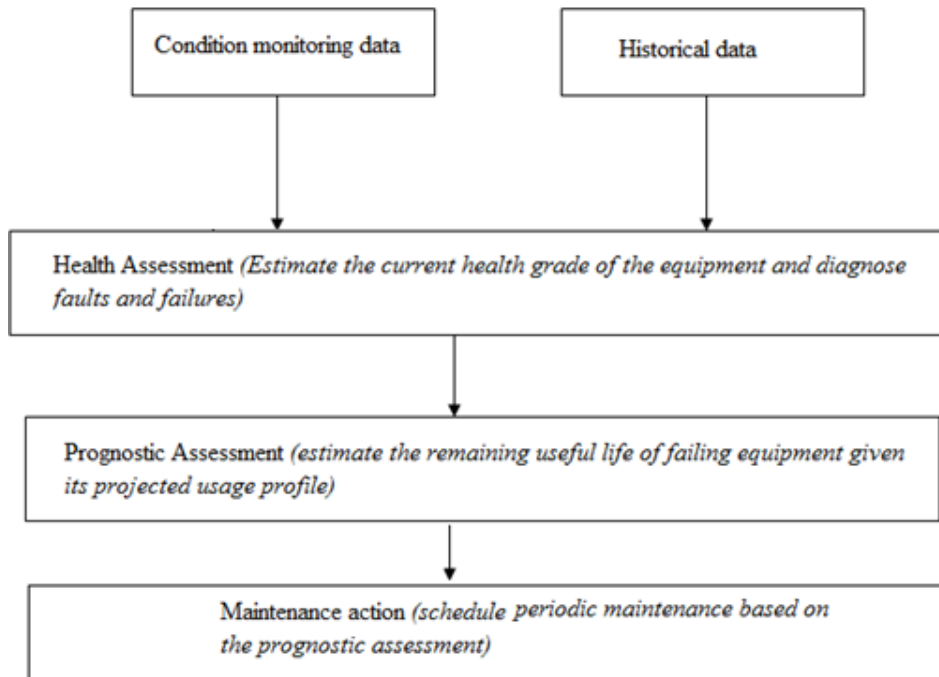 Condition monitoring data
Historical data
Health Assessment (Estimate the current health grade of the equipment and diagnose
faults and failures)
Prognostic Assessment (estimate the remaining useful life of failing equipment given
its projected usage profile)
Maintenance action (schedule periodic maintenance based on
the prognostic assessment)